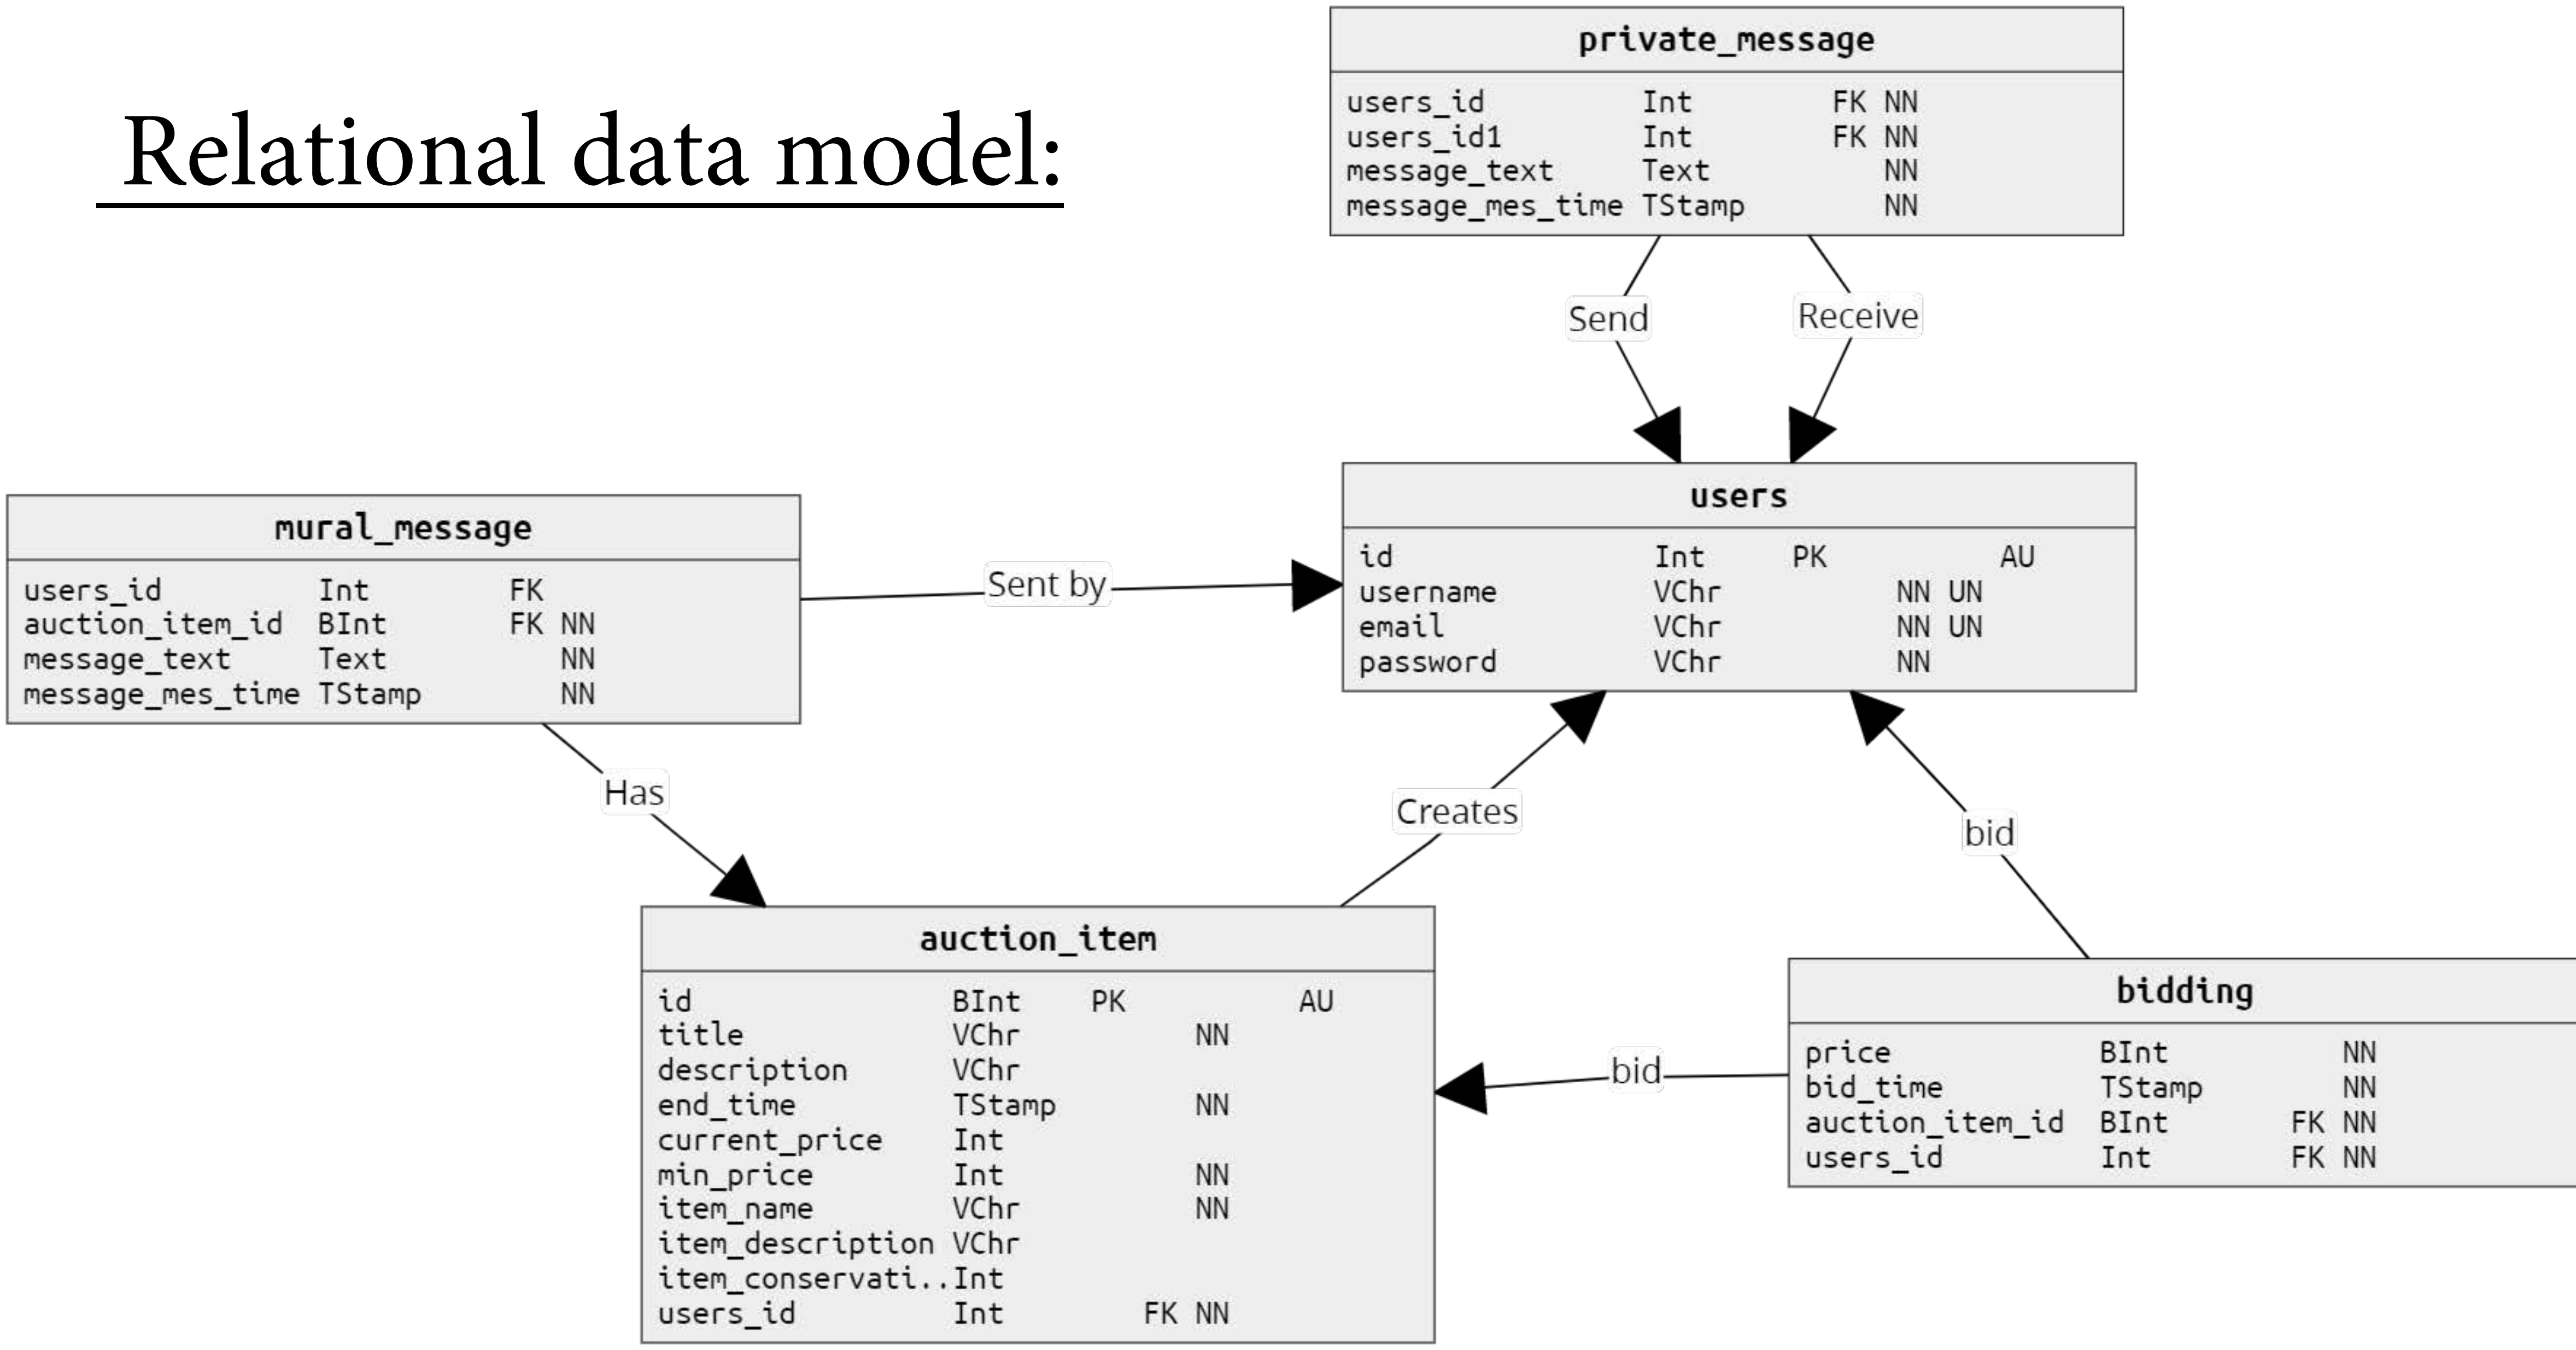 Relational data model:
private_message
users_id Int FK NN
users_id1 Int FK NN
message_text Text NN
message_mes_time TStamp NN
Send
Receive
users
id Int PK AU
username VChr NN UN
email VChr NN UN
password VChr NN
mural_message
users_id Int FK
auction_item_id BInt FK NN
message_text Text NN
message_mes_time TStamp NN
Sent by
Has
Creates
bid
auction_item
id BInt PK AU
title VChr NN
description VChr
end_time TStamp NN
current_price Int
min_price Int NN
item_name VChr NN
item_description VChr
item_conservati..Int
users_id Int FK NN
bid
bidding
price BInt NN
bid_time TStamp NN
auction_item_id BInt FK NN
users_id Int FK NN